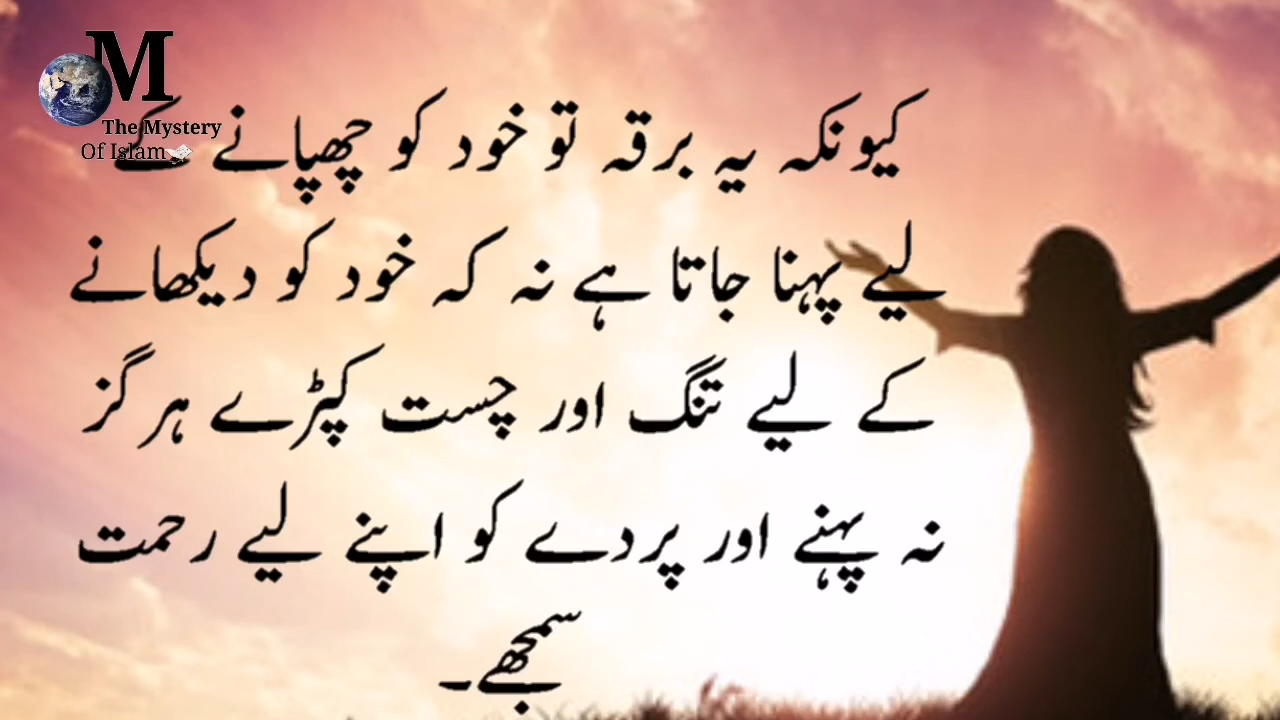 M
The Mystery
Of Islam
کیونکہ یہ برقہ تو خود کو چھپانے کے
لیے پہنا جاتا ہے نہ کہ خود کو دیکھانے
کے لیے تنگ اور چست کپڑے ہرگز
نہ پہنے اور پردے کو اپنے لیے رحمت
سمجھے۔